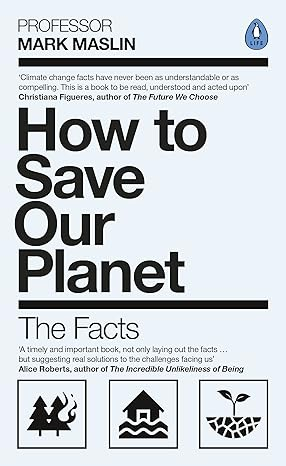 PROFESSOR
MARK MASLIN
LIFE
'Climate change facts have never been as understandable or as
compelling. This is a book to be read, understood and acted upon'
Christiana Figueres, author of The Future We Choose
How to
Save
Our
Planet
The Facts
'A timely and important book, not only laying out the facts …
but suggesting real solutions to the challenges facing us'
Alice Roberts, author of The Incredible Unlikeliness of Being